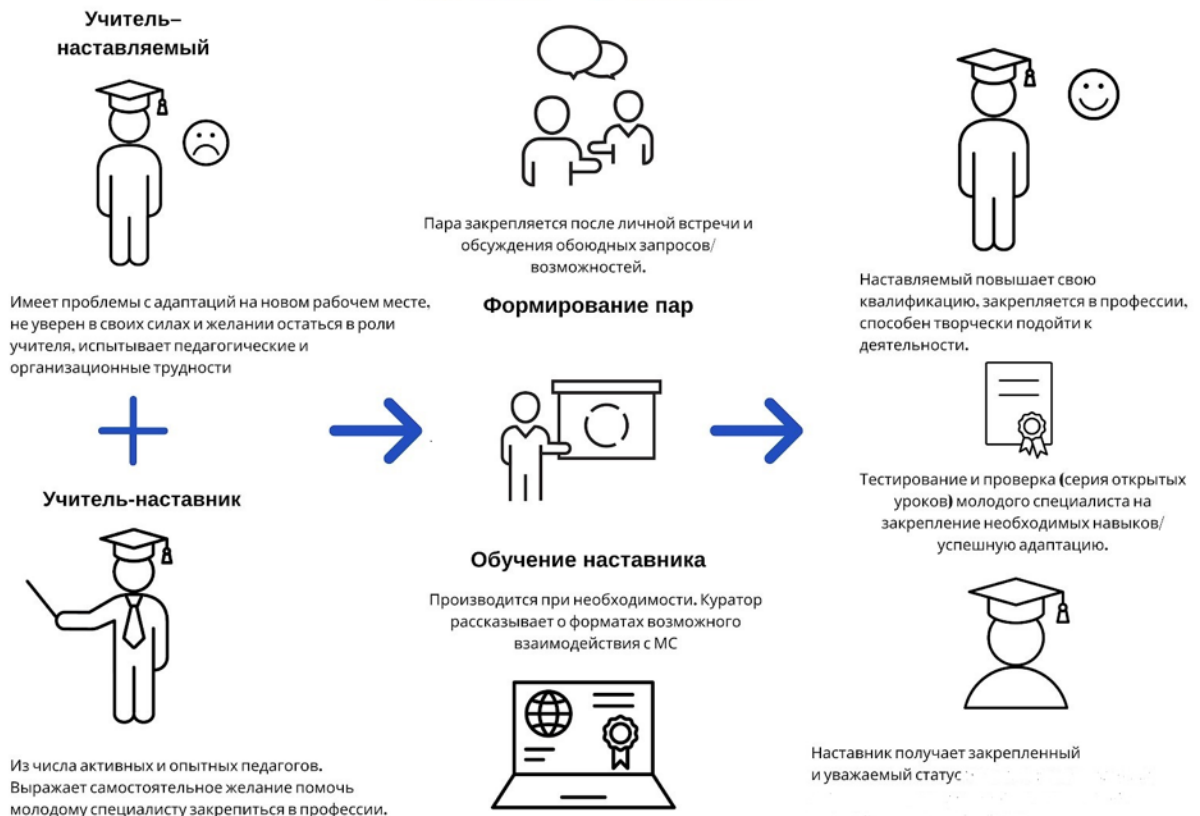 Учитель–
наставляемый
Имеет проблемы с адаптаций на новом рабочем месте,
не уверен в своих силах и желании остаться в роли
учителя, испытывает педагогические и
организационные трудности
Учитель-наставник
Из числа активных и опытных педагогов.
Выражает самостоятельное желание помочь
молодому специалисту закрепиться в профессии.
Пара закрепляется после личной встречи и
обсуждения обоюдных запросов/
возможностей.
Формирование пар
Обучение наставника
Производится при необходимости. Куратор
рассказывает о форматах возможного
взаимодействия с МС
Наставляемый повышает свою
квалификацию, закрепляется в профессии,
способен творчески подойти к
деятельности.
Тестирование и проверка (серия открытых
уроков) молодого специалиста на
закрепление необходимых навыков/
успешную адаптацию.
Наставник получает закрепленный
и уважаемый статус